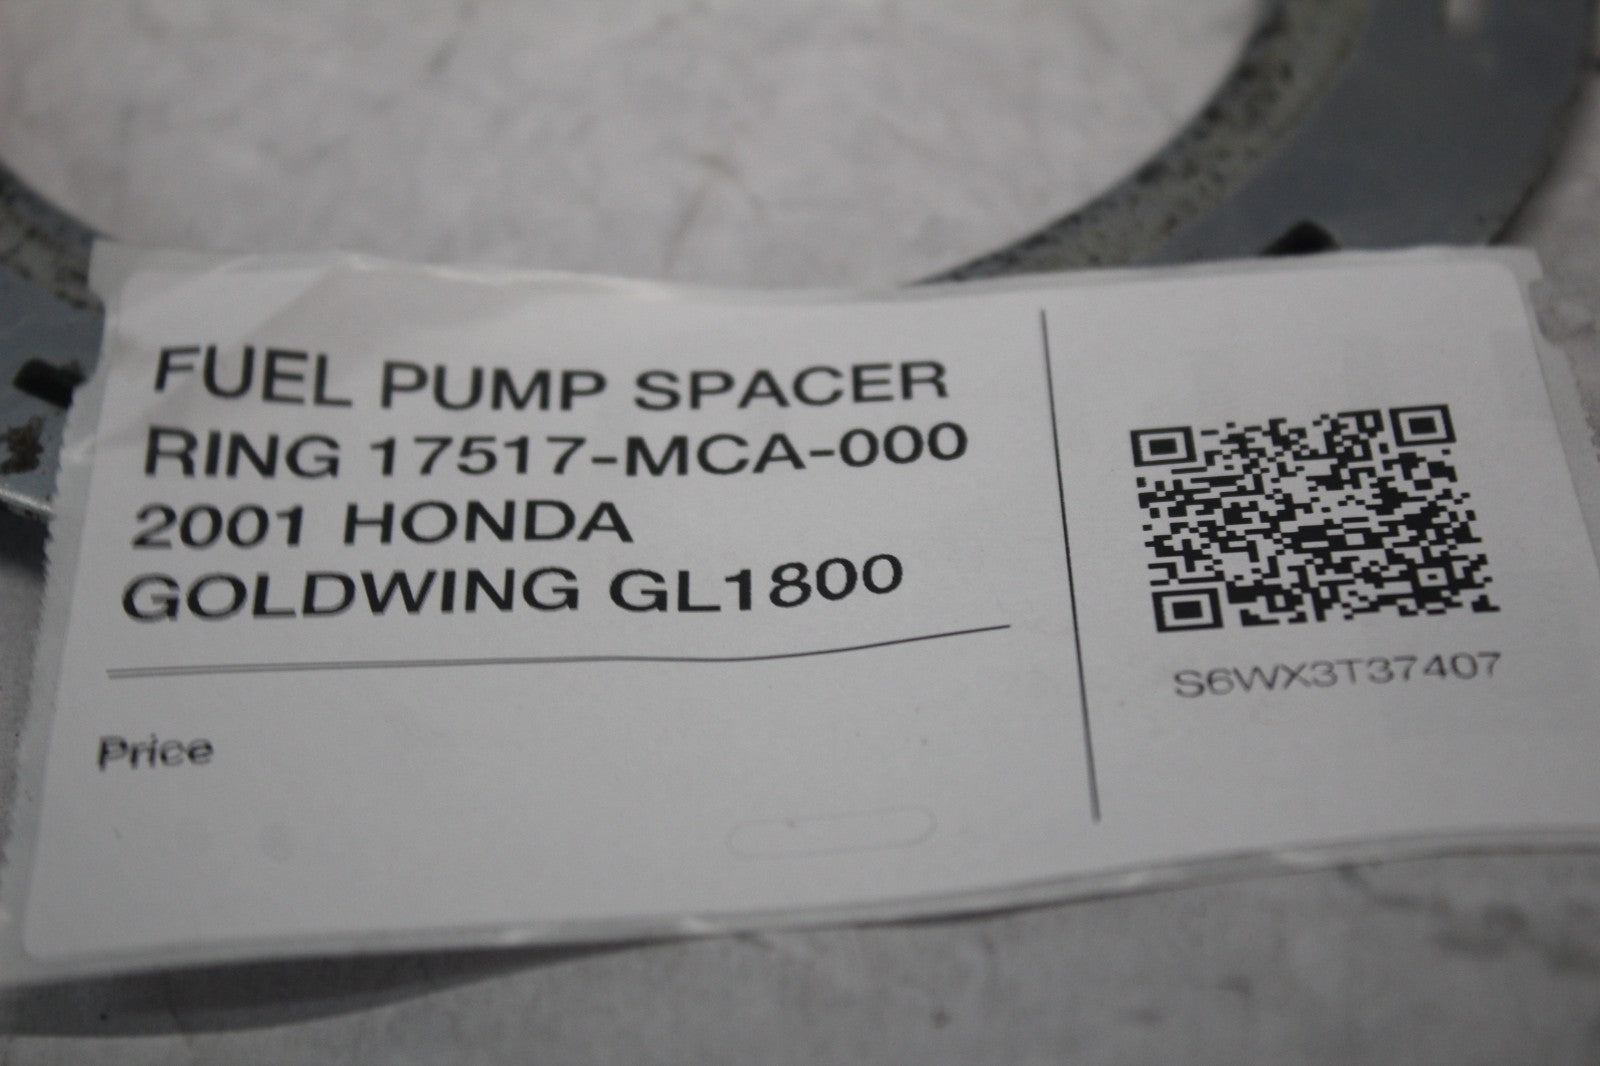 FUEL PUMP SPACER
RING 17517-MCA-000
2001 HONDA
GOLDWING GL1800
Price
S6WX3T37407